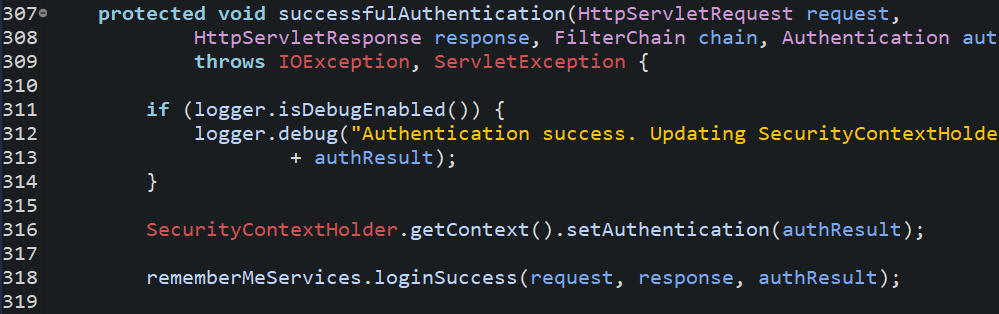 307 protected void successfulAuthentication(HttpServletRequest request,
308 HttpServletResponse response, FilterChain chain, Authentication aut
309 throws IOException, ServletException {
310
311 if (logger.isDebugEnabled()) {
312 logger.debug("Authentication success. Updating SecurityContextHolde
313 + authResult);
314 }
315
316 SecurityContextHolder.getContext().setAuthentication(authResult);
317
318 rememberMeServices.loginSuccess(request, response, authResult);
319